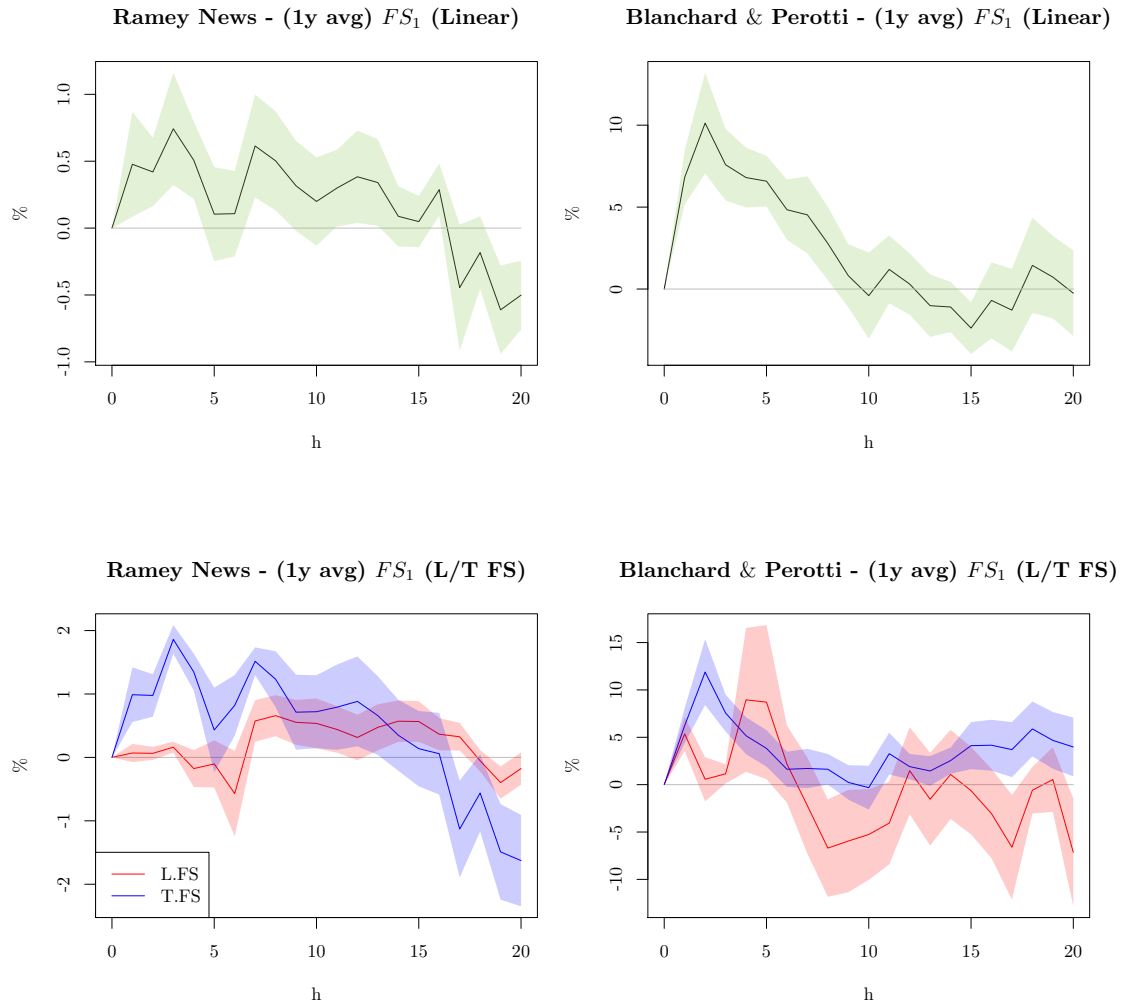 Ramey News - (1y avg) FS₁ (Linear)
%
1.0
0.5
0.0
-0.5
-1.0
0 5 10 15 20
h
Blanchard & Perotti - (1y avg) FS₁ (Linear)
%
10
5
0
0 5 10 15 20
h
Ramey News - (1y avg) FS₁ (L/T FS)
%
2
1
0
-1
-2
L.FS
T.FS
0 5 10 15 20
h
Blanchard & Perotti - (1y avg) FS₁ (L/T FS)
%
15
10
5
0
-5
-10
0 5 10 15 20
h